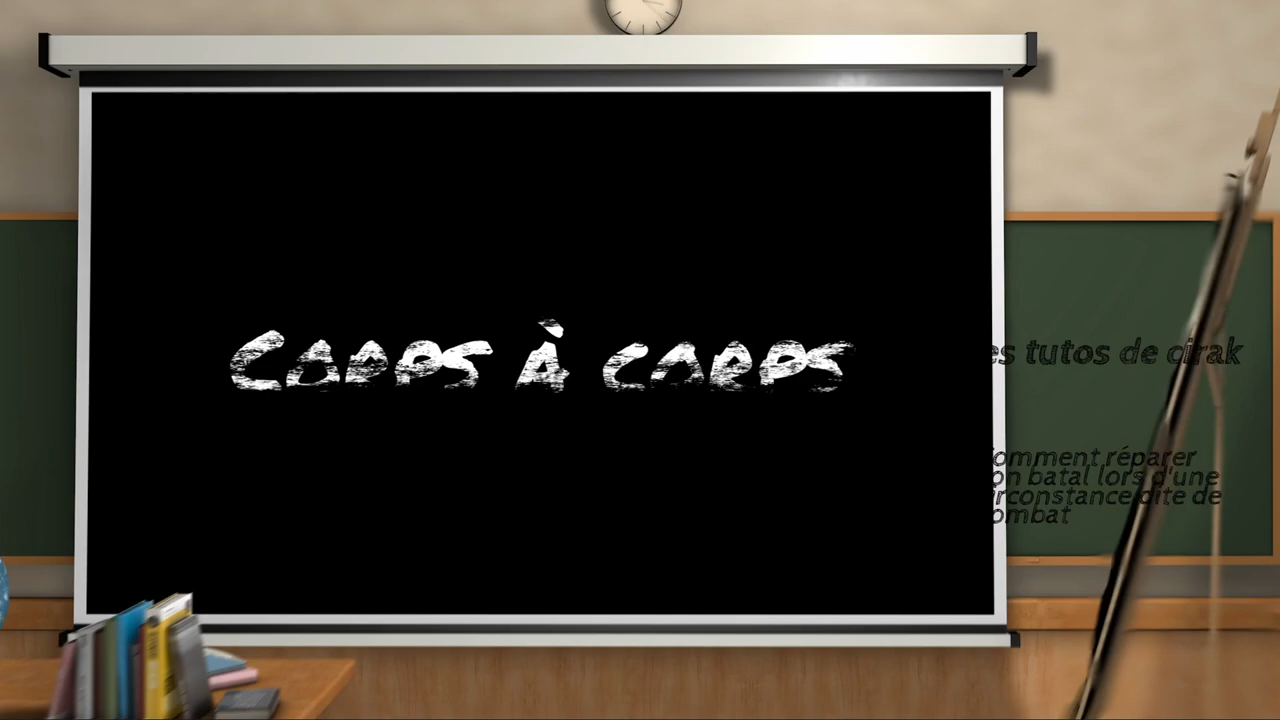 Corps à corps
es tutos de cirak
omment réparer
on batal lors d'une
irconstance dite de
ombat